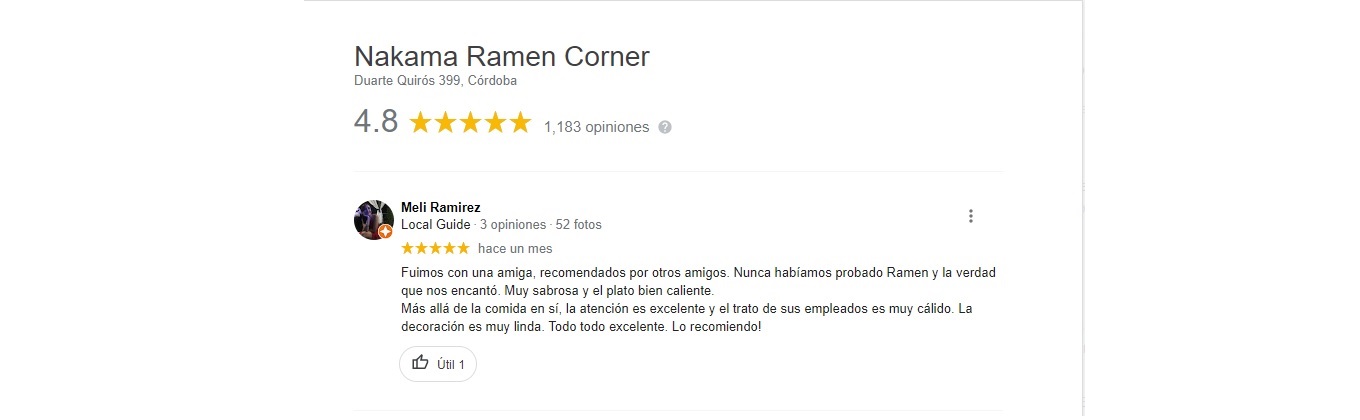 Nakama Ramen Corner
Duarte Quirós 399, Córdoba
4.8 1,183 opiniones ?
Meli Ramirez
Local Guide · 3 opiniones · 52 fotos
hace un mes
Fuimos con una amiga, recomendados por otros amigos. Nunca habíamos probado Ramen y la verdad
que nos encantó. Muy sabrosa y el plato bien caliente.
Más allá de la comida en sí, la atención es excelente y el trato de sus empleados es muy cálido. La
decoración es muy linda. Todo todo excelente. Lo recomiendo!
Útil 1